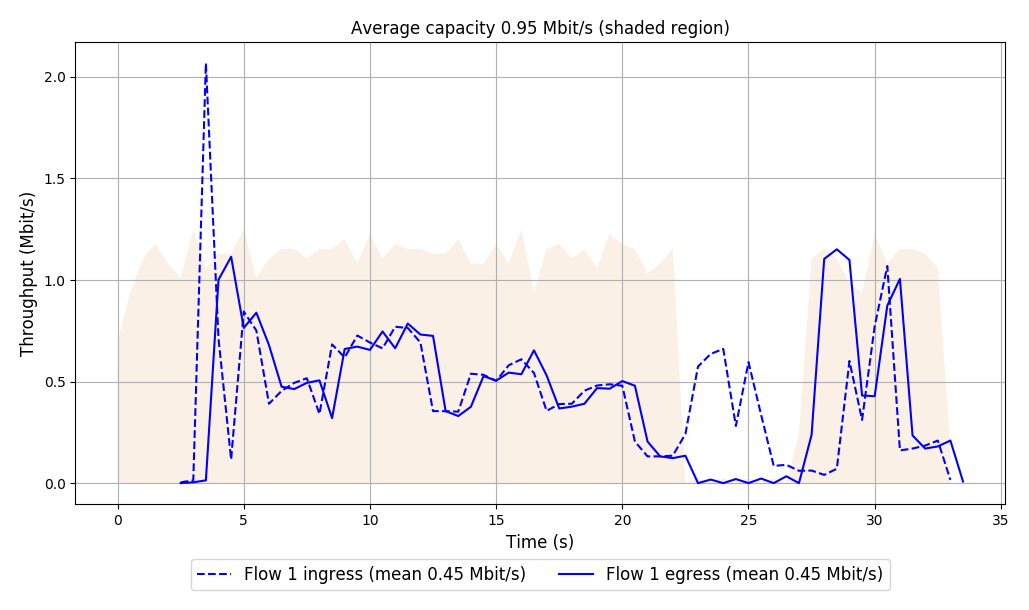 Average capacity 0.95 Mbit/s (shaded region)
Throughput (Mbit/s)
2.0
1.5
1.0
0.5
0.0
0 5 10 15 20 25 30 35
Time (s)
Flow 1 ingress (mean 0.45 Mbit/s) Flow 1 egress (mean 0.45 Mbit/s)